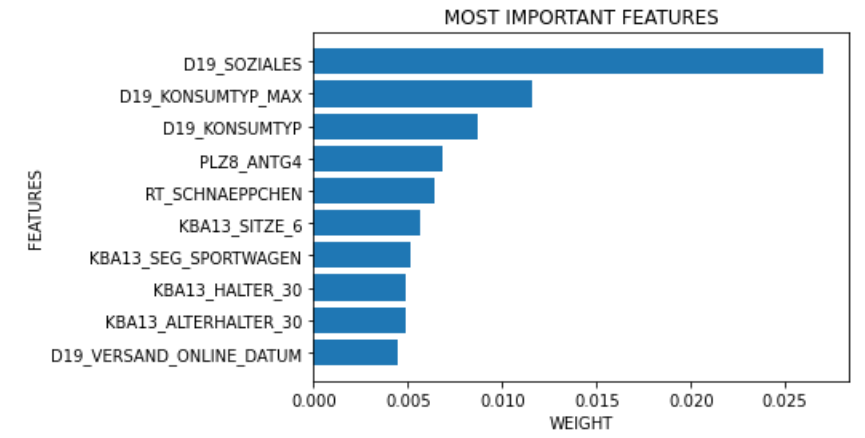 MOST IMPORTANT FEATURES
D19_SOZIALES
D19_KONSUMTYP_MAX
D19_KONSUMTYP
PLZ8_ANTG4
RT_SCHNAEPPCHEN
KBA13_SITZE_6
KBA13_SEG_SPORTWAGEN
KBA13_HALTER_30
KBA13_ALTERHALTER_30
D19_VERSAND_ONLINE_DATUM
FEATURES
0.000 0.005 0.010 0.015 0.020 0.025
WEIGHT